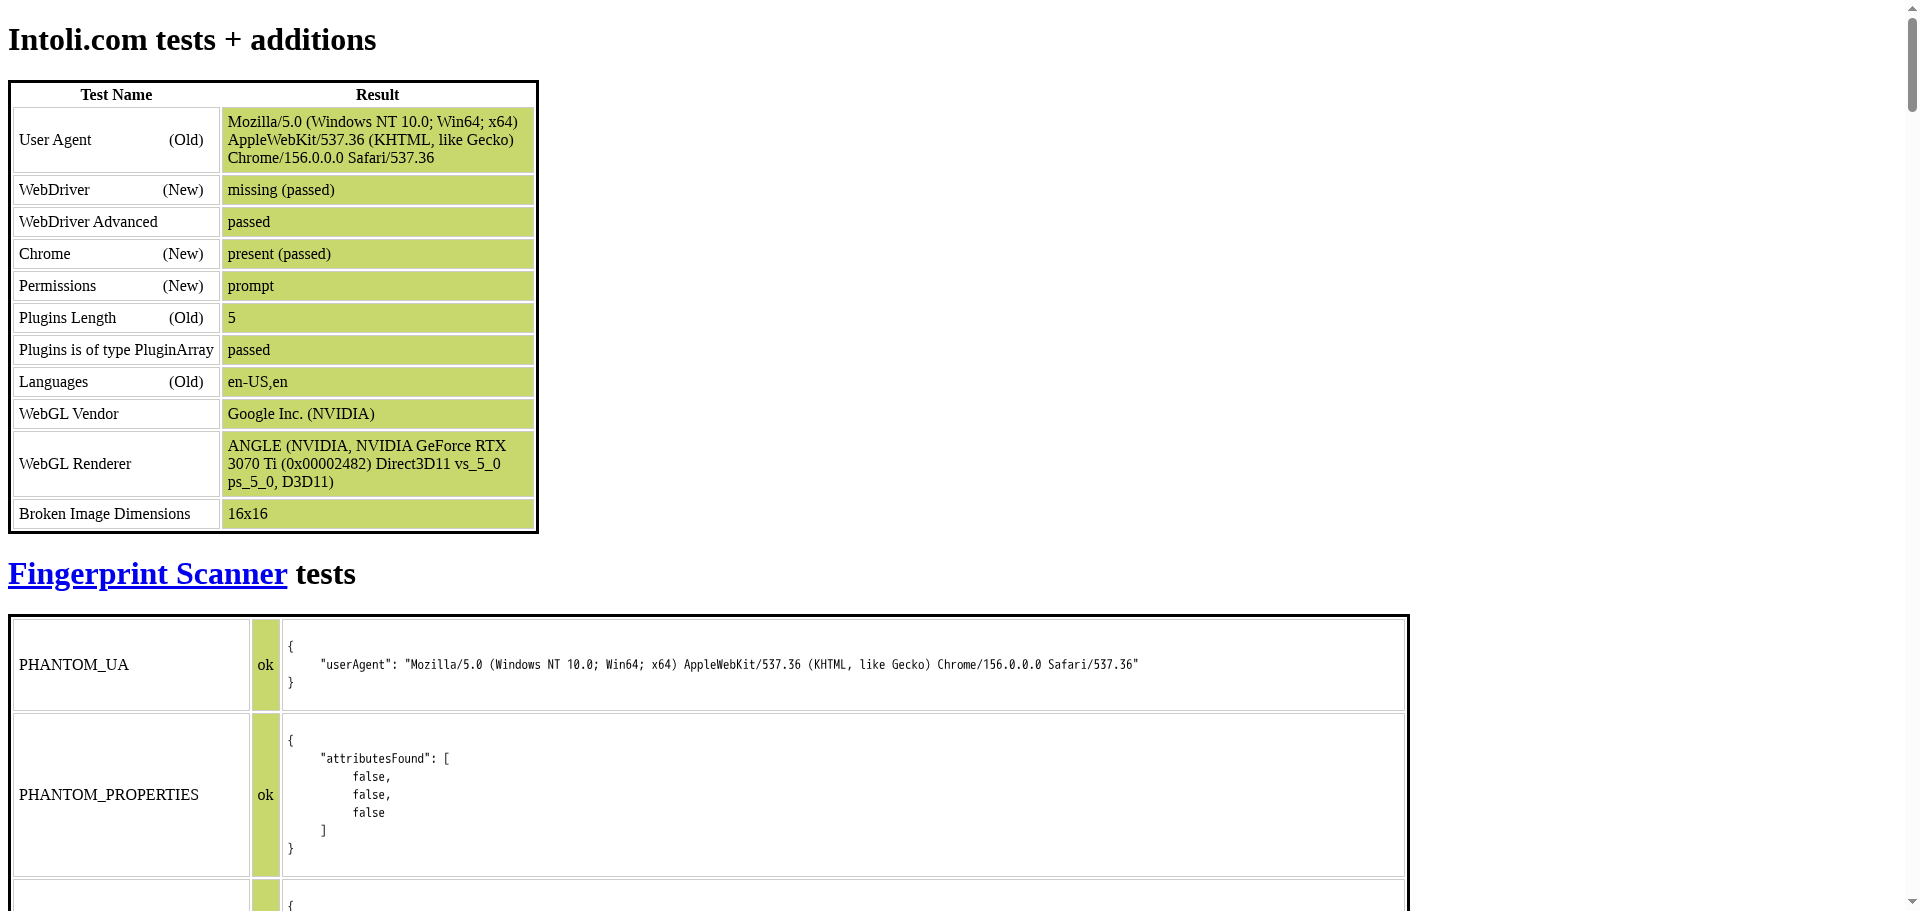 Intoli.com tests + additions
Test Name Result
User Agent (Old) Mozilla/5.0 (Windows NT 10.0; Win64; x64)
AppleWebKit/537.36 (KHTML, like Gecko)
Chrome/156.0.0.0 Safari/537.36
WebDriver (New) missing (passed)
WebDriver Advanced passed
Chrome (New) present (passed)
Permissions (New) prompt
Plugins Length (Old) 5
Plugins is of type PluginArray passed
Languages (Old) en-US,en
WebGL Vendor Google Inc. (NVIDIA)
WebGL Renderer ANGLE (NVIDIA, NVIDIA GeForce RTX
3070 Ti (0x00002482) Direct3D11 vs_5_0
ps_5_0, D3D11)
Broken Image Dimensions 16x16
Fingerprint Scanner tests
PHANTOM_UA ok {
"userAgent": "Mozilla/5.0 (Windows NT 10.0; Win64; x64) AppleWebKit/537.36 (KHTML, like Gecko) Chrome/156.0.0.0 Safari/537.36"
}
PHANTOM_PROPERTIES ok {
"attributesFound": [
false,
false,
false
]
}
{